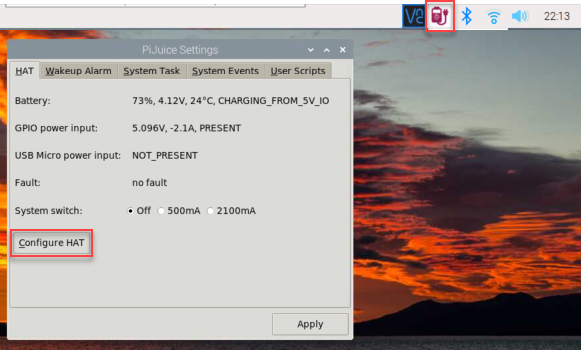 V2
22:13
PiJuice Settings
HAT Wakeup Alarm System Task System Events User Scripts
Battery: 73%, 4.12V, 24°C, CHARGING_FROM_5V_IO
GPIO power input: 5.096V, -2.1A, PRESENT
USB Micro power input: NOT_PRESENT
Fault: no fault
System switch: Off 500mA 2100mA
Configure HAT
Apply